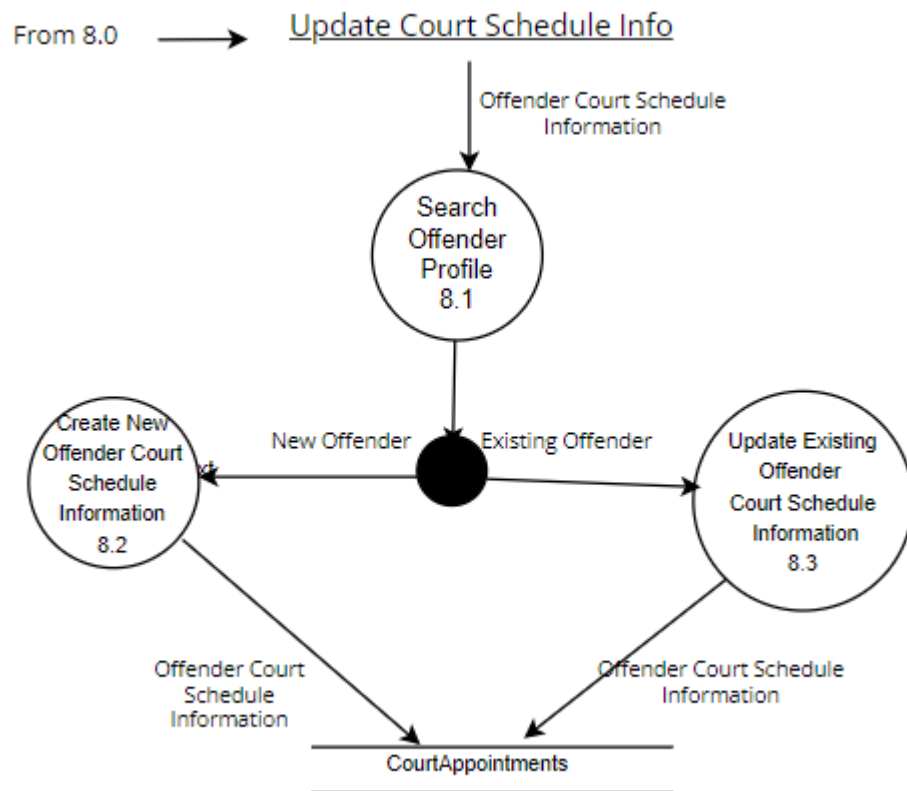 From 8.0
Update Court Schedule Info
Offender Court Schedule
Information
Search
Offender
Profile
8.1
New Offender
Existing Offender
Create New
Offender Court
Schedule
Information
8.2
Update Existing
Offender
Court Schedule
Information
8.3
Offender Court
Schedule
Information
Offender Court Schedule
Information
CourtAppointments